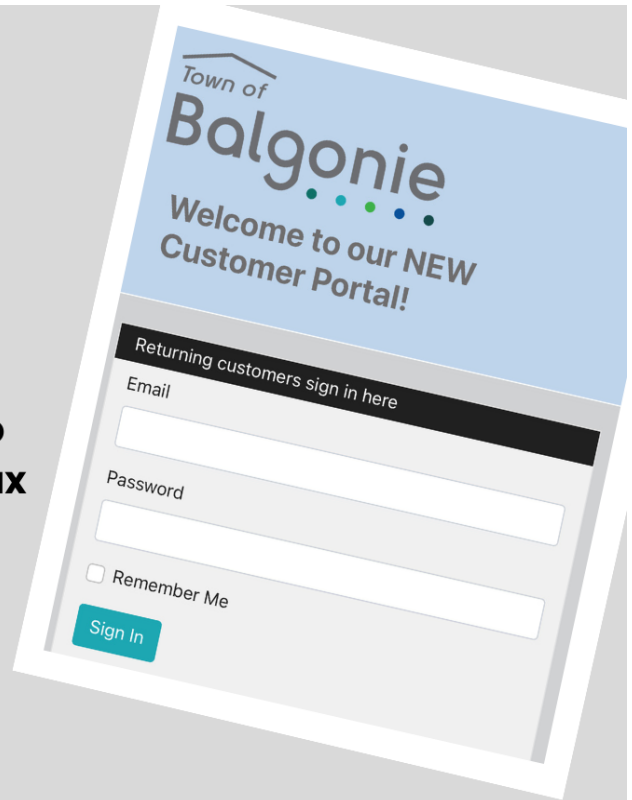 Town of
Balgonie
Welcome to our NEW
Customer Portal!
Returning customers sign in here
Email
Password
Remember Me
Sign In